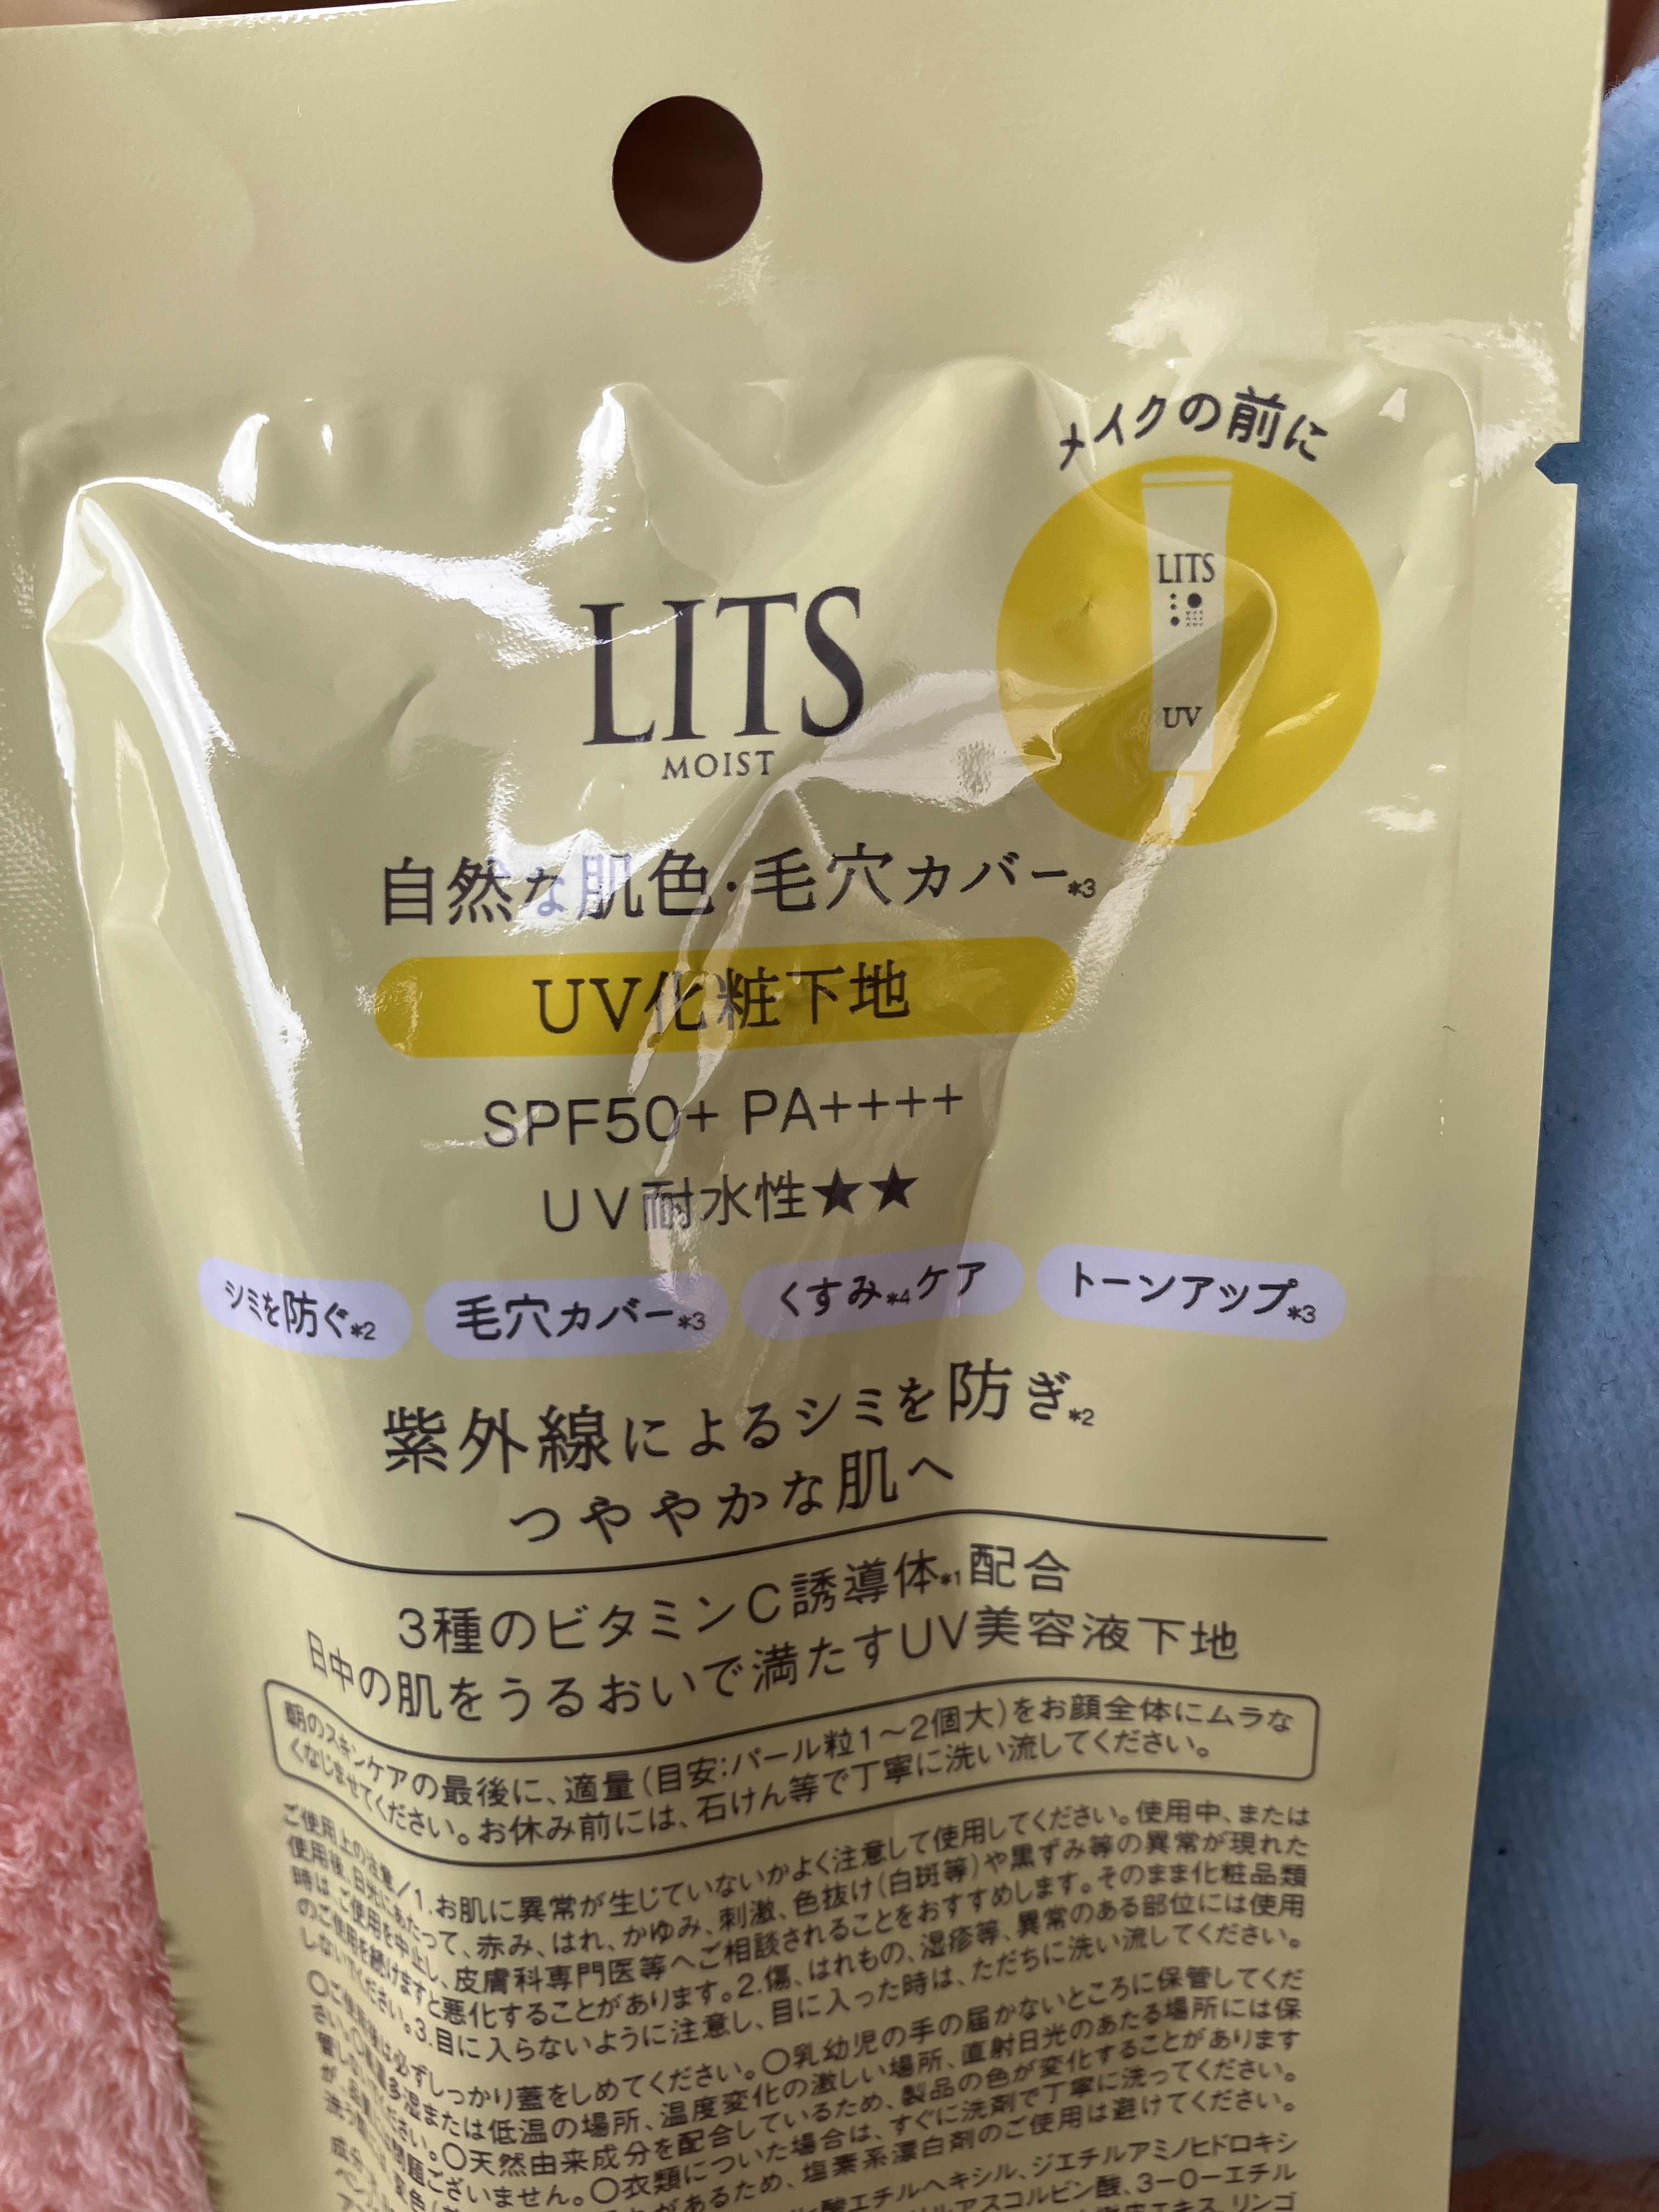 メイクの前に
LITS
UV
LITS
MOIST
自然な肌色・毛穴カバー*3
UV化粧下地
SPF50+ PA++++
UV耐水性★★
シミを防ぐ*2
毛穴カバー*3
くすみ*4ケア
トーンアップ*3
紫外線によるシミを防ぎ*2
つややかな肌へ
3種のビタミンC誘導体*1配合
日中の肌をうるおいで満たすUV美容液下地
朝のスキンケアの最後に、適量(目安:パール粒1〜2個大)をお顔全体にムラな
くなじませてください。お休み前には、石けん等で丁寧に洗い流してください。
ご使用上の注意/1.お肌に異常が生じていないかよく注意して使用してください。使用中、または
使用後、日光にあたって、赤み、はれ、かゆみ、刺激、色抜け(白斑等)や黒ずみ等の異常が現れた
時は、ご使用を中止し、皮膚科専門医等へご相談されることをおすすめします。そのまま化粧品類
のご使用を続けますと悪化することがあります。2.傷、はれもの、湿疹等、異常のある部位には使用
しないでください。3.目に入らないように注意し、目に入った時は、ただちに洗い流してください。
〇ご使用後は必ずしっかり蓋をしめてください。〇乳幼児の手の届かないところに保管してくだ
さい。〇高温多湿または低温の場所、温度変化の激しい場所、直射日光のあたる場所には保
管しないでください。〇天然由来成分を配合しているため、製品の色が変化することがあります
が、品質には問題ございません。〇衣類についた場合は、すぐに洗剤で丁寧に洗ってください。
があるため、塩素系漂白剤のご使用は避けてください。
酸エチルヘキシル、ジエチルアミノヒドロキシ
アスコルビン酸、3-O-エチル
エキス、リンゴ